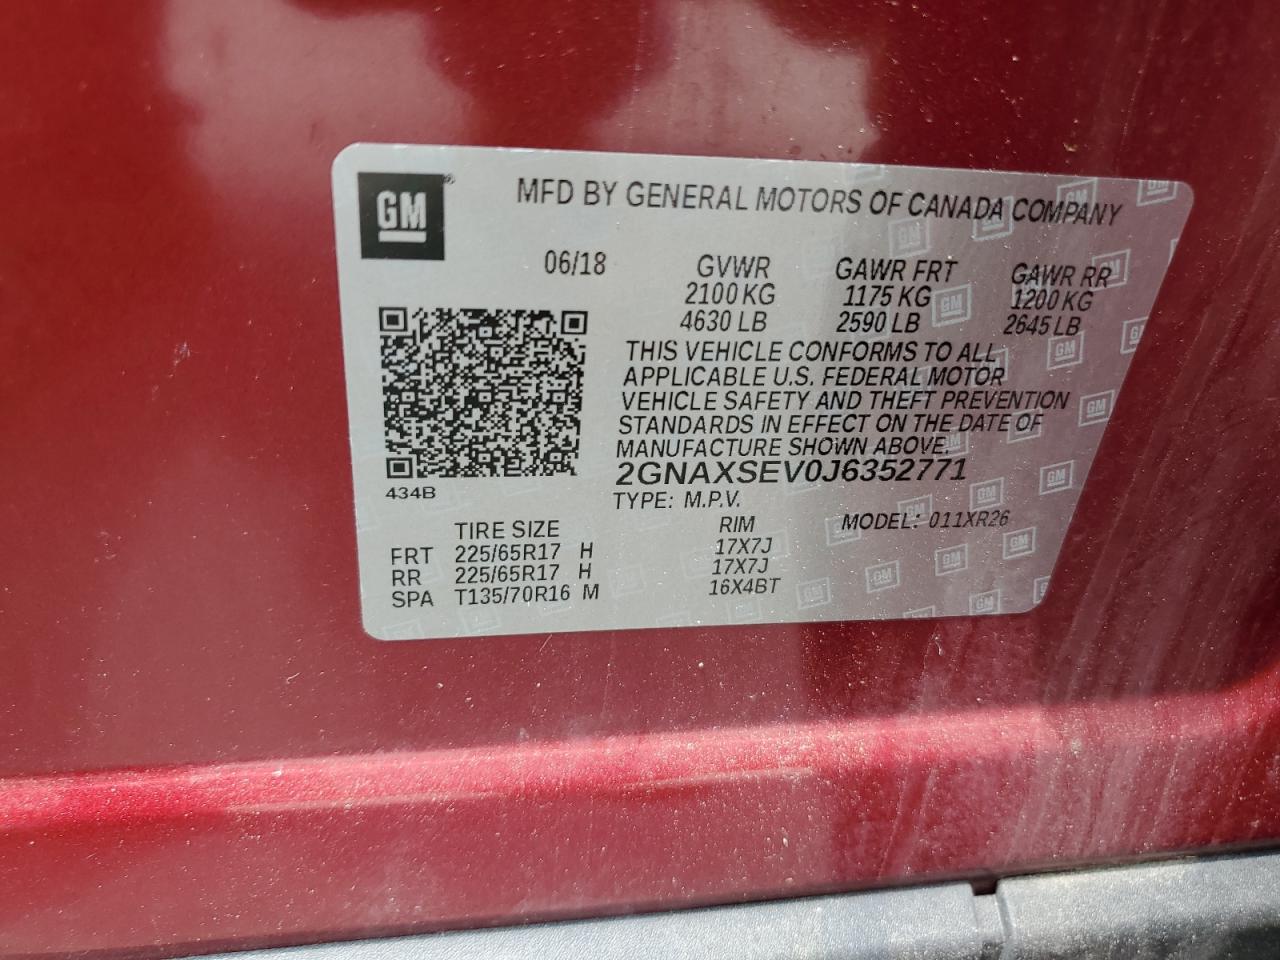 GM
MFD BY GENERAL MOTORS OF CANADA COMPANY
06/18 GVWR GAWR FRT GAWR RR
2100 KG 1175 KG 1200 KG
4630 LB 2590 LB 2645 LB
THIS VEHICLE CONFORMS TO ALL
APPLICABLE U.S. FEDERAL MOTOR
VEHICLE SAFETY AND THEFT PREVENTION
STANDARDS IN EFFECT ON THE DATE OF
MANUFACTURE SHOWN ABOVE.
2GNAXSEV0J6352771
434B
TYPE: M.P.V. MODEL: 011XR26
TIRE SIZE RIM
FRT 225/65R17 H 17X7J
RR 225/65R17 H 17X7J
SPA T135/70R16 M 16X4BT